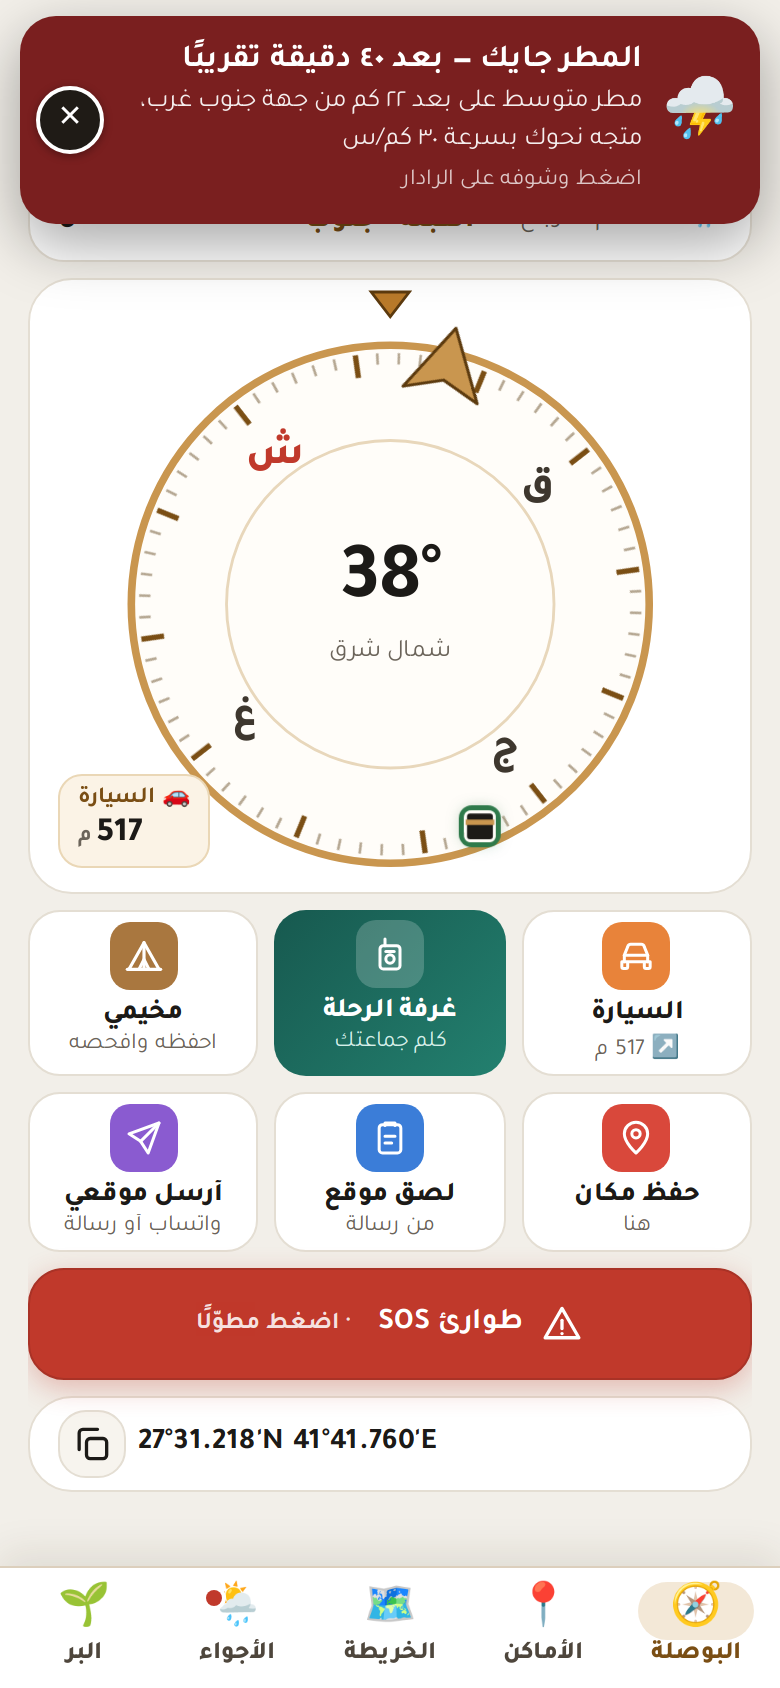 المطر جايك – بعد ٤٠ دقيقة تقريبًا
مطر متوسط على بعد ٢٢ كم من جهة جنوب غرب،
متجه نحوك بسرعة ٣٠ كم/س
اضغط وشوفه على الرادار
ش
ق
38°
شمال شرق
غ
ج
السيارة
517 م
السيارة
517 م
غرفة الرحلة
كلم جماعتك
مخيمي
احفظه وافحصه
حفظ مكان
هنا
لصق موقع
من رسالة
أرسل موقعي
واتساب أو رسالة
طوارئ SOS · اضغط مطوّلًا
27°31.218'N 41°41.760'E
البوصلة
الأماكن
الخريطة
الأجواء
البر